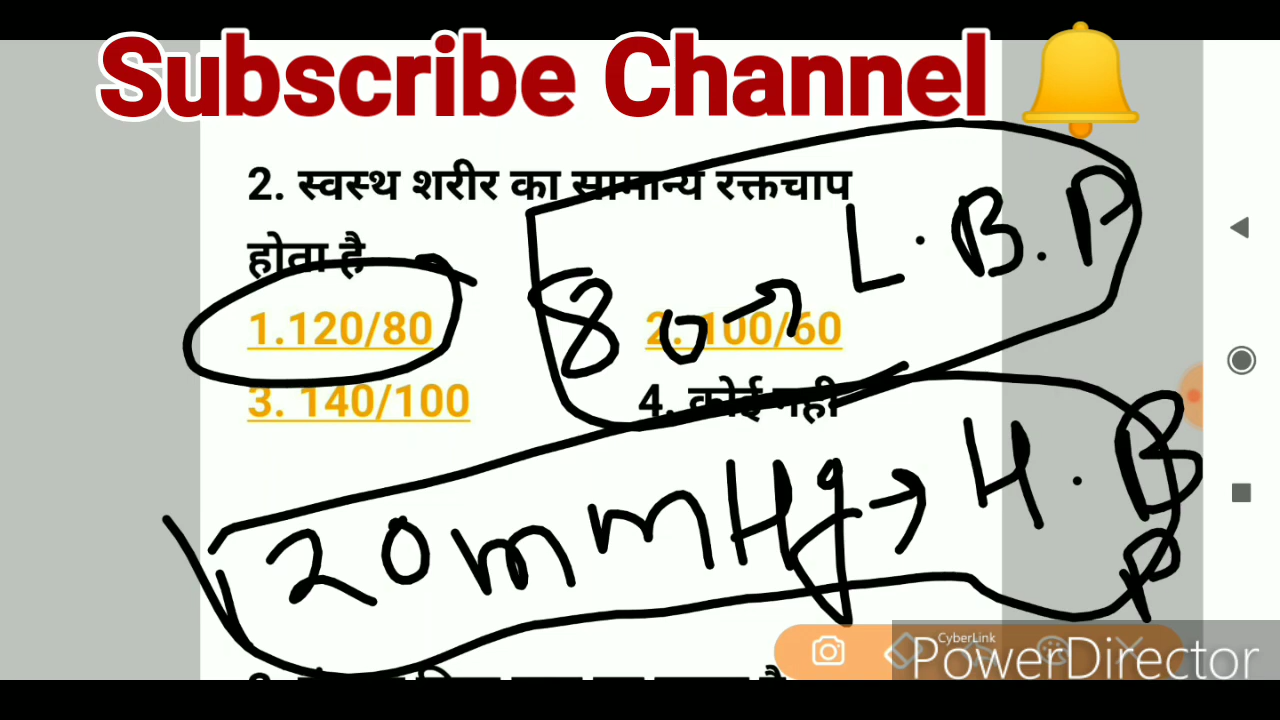 Subscribe Channel
2. स्वस्थ शरीर का सामान्य रक्तचाप
होता है
80 → L.B.P
1.120/80 2. 100/60
3. 140/100 4. कोई नही
120mmHg → H.B
P
CyberLink
PowerDirector